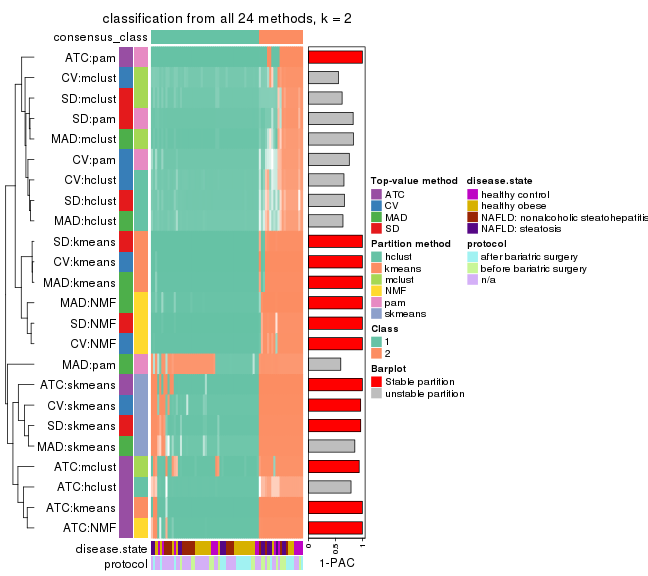 classification from all 24 methods, k = 2
consensus_class
ATC:pam
CV:mclust
SD:mclust
SD:pam
MAD:mclust
CV:pam
CV:hclust
SD:hclust
MAD:hclust
SD:kmeans
CV:kmeans
MAD:kmeans
MAD:NMF
SD:NMF
CV:NMF
MAD:pam
ATC:skmeans
CV:skmeans
SD:skmeans
MAD:skmeans
ATC:mclust
ATC:hclust
ATC:kmeans
ATC:NMF
disease.state
protocol
0
0.5
1
1-PAC
Top-value method
ATC
CV
MAD
SD
Partition method
hclust
kmeans
mclust
NMF
pam
skmeans
Class
1
2
Barplot
Stable partition
unstable partition
disease.state
healthy control
healthy obese
NAFLD: nonalcoholic steatohepatitis
NAFLD: steatosis
protocol
after bariatric surgery
before bariatric surgery
n/a